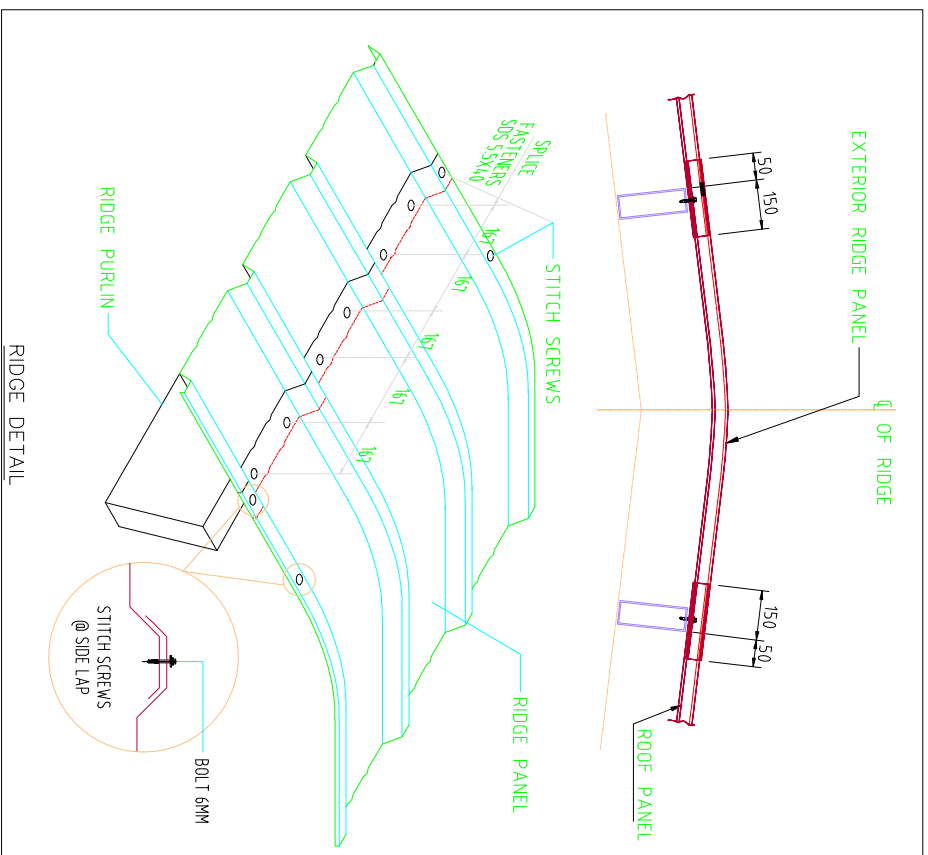 50
150
EXTERIOR RIDGE PANEL
℄ OF RIDGE
150
50
ROOF PANEL
SPLICE
FASTENERS
SDS 5.5X40
167
167
167
167
167
STITCH SCREWS
RIDGE PURLIN
RIDGE PANEL
STITCH SCREWS
@ SIDE LAP
BOLT 6MM
RIDGE DETAIL